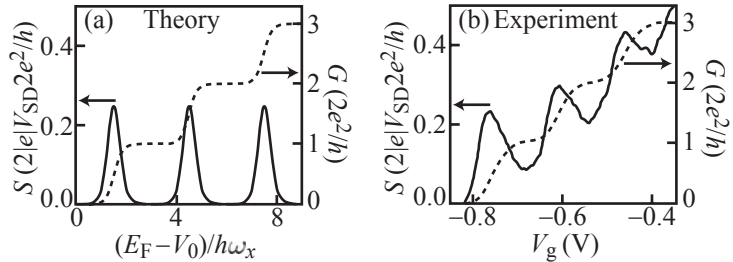 (a) Theory
S (2|e|V_SD 2e²/h)
0.4
0.2
0.0
0 4 8
(E_F−V_0)/ħω_x
3
2
1
0
G (2e²/h)
(b) Experiment
S (2|e|V_SD 2e²/h)
0.4
0.2
0.0
−0.8 −0.6 −0.4
V_g (V)
3
2
1
0
G (2e²/h)